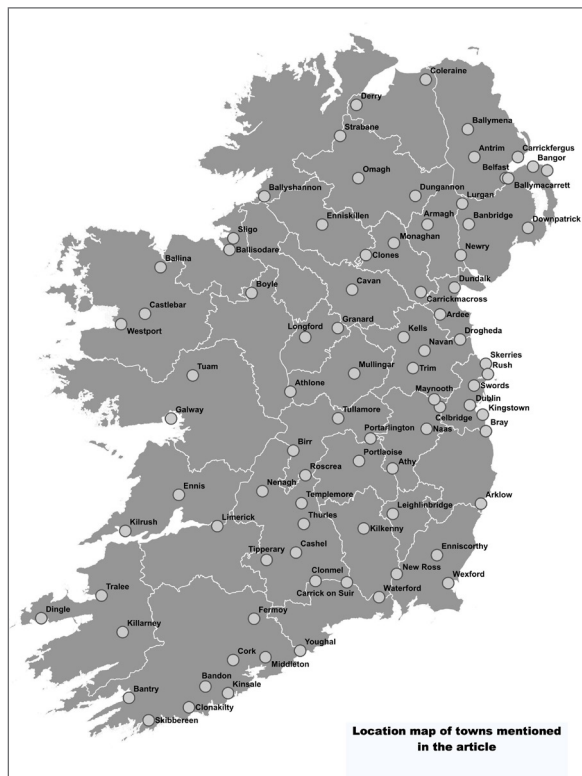 Coleraine
Derry
Ballymena
Strabane
Antrim
Carrickfergus
Bangor
Belfast
Omagh
Ballymacarrett
Ballyshannon
Dungannon
Lurgan
Enniskillen
Armagh
Banbridge
Downpatrick
Sligo
Monaghan
Ballisodare
Newry
Clones
Ballina
Boyle
Cavan
Dundalk
Carrickmacross
Castlebar
Ardee
Westport
Longford
Granard
Kells
Drogheda
Navan
Skerries
Rush
Tuam
Mullingar
Trim
Swords
Athlone
Maynooth
Dublin
Kingstown
Galway
Tullamore
Celbridge
Portarlington
Naas
Bray
Birr
Portlaoise
Athy
Roscrea
Ennis
Nenagh
Templemore
Arklow
Leighlinbridge
Kilrush
Limerick
Thurles
Kilkenny
Cashel
Enniscorthy
Tipperary
Clonmel
New Ross
Wexford
Carrick on Suir
Waterford
Tralee
Dingle
Killarney
Fermoy
Youghal
Cork
Middleton
Bandon
Kinsale
Bantry
Clonakilty
Skibbereen
Location map of towns mentioned
in the article